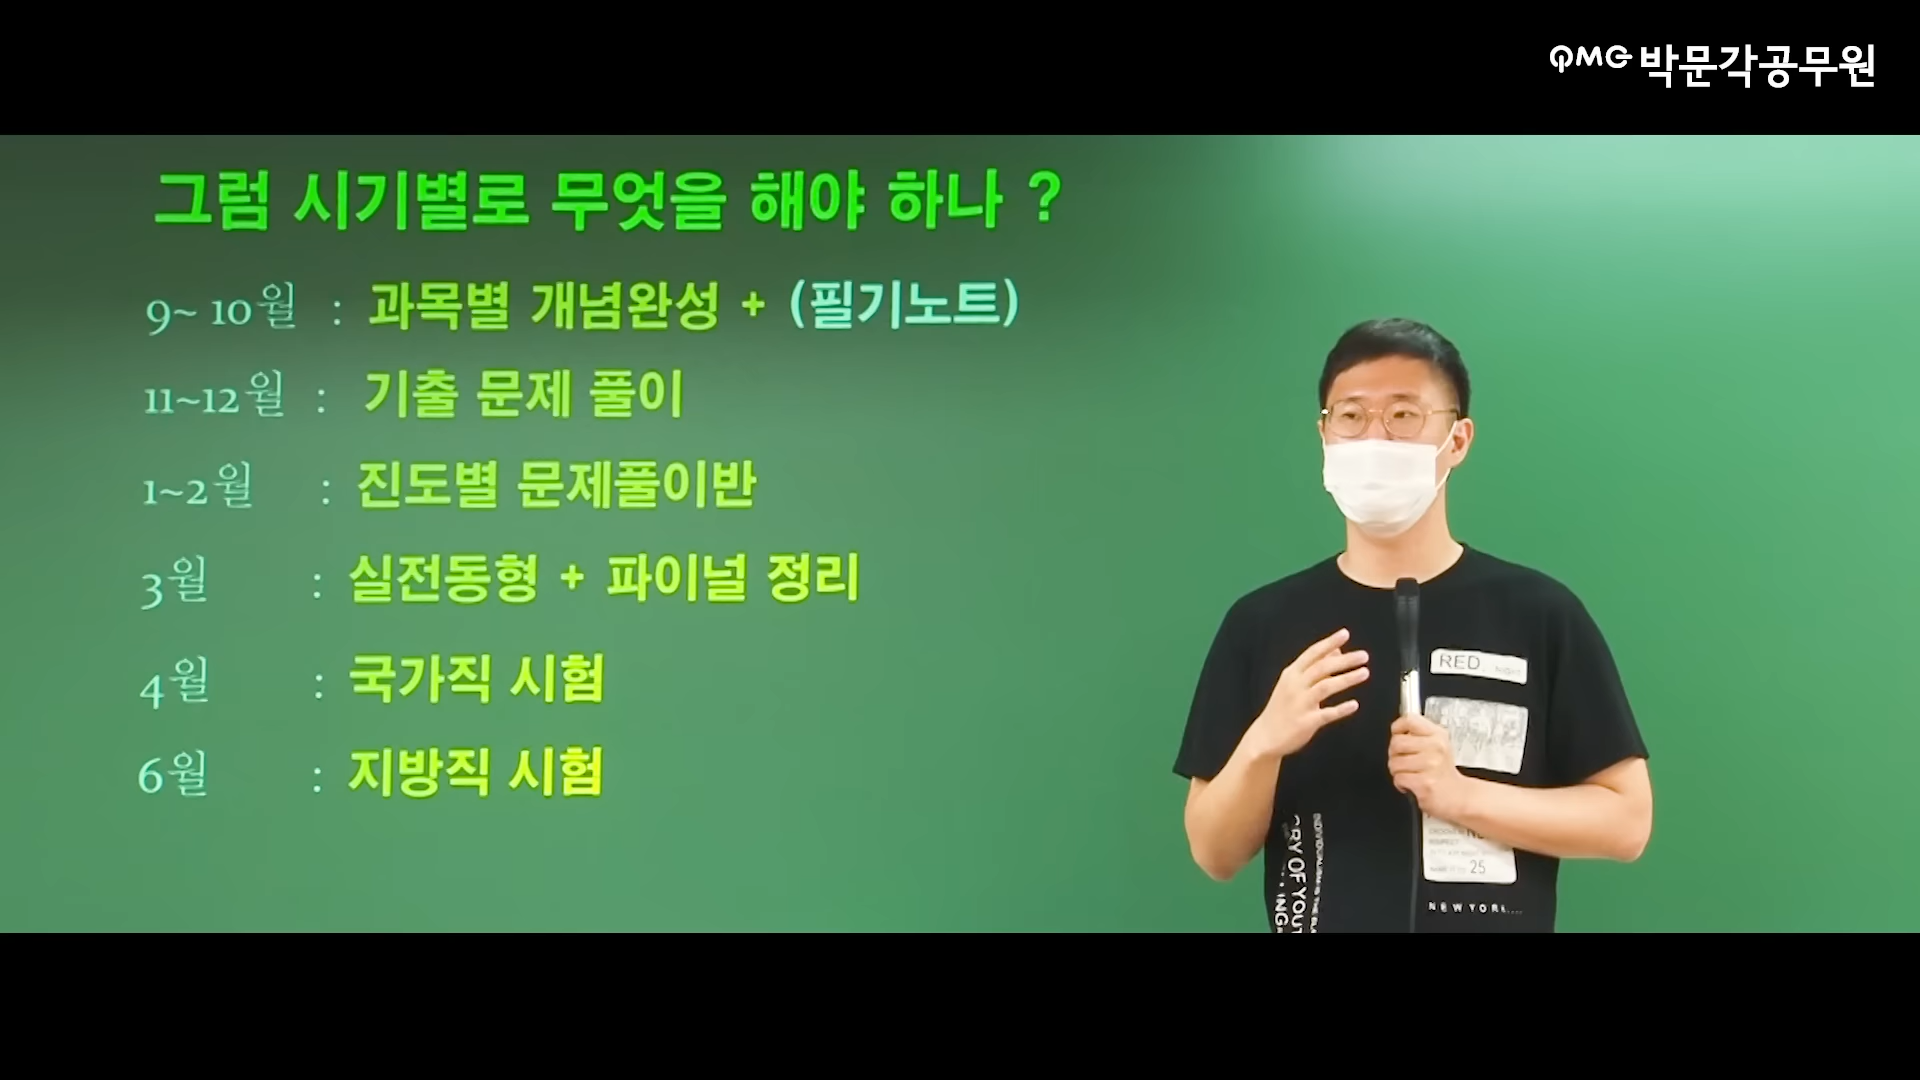 PMG 박문각공무원
그럼 시기별로 무엇을 해야 하나 ?
9~ 10월 : 과목별 개념완성 + (필기노트)
11~12월 : 기출 문제 풀이
1~2월 : 진도별 문제풀이반
3월 : 실전동형 + 파이널 정리
4월 : 국가직 시험
6월 : 지방직 시험
RED
25
NEW YORK....